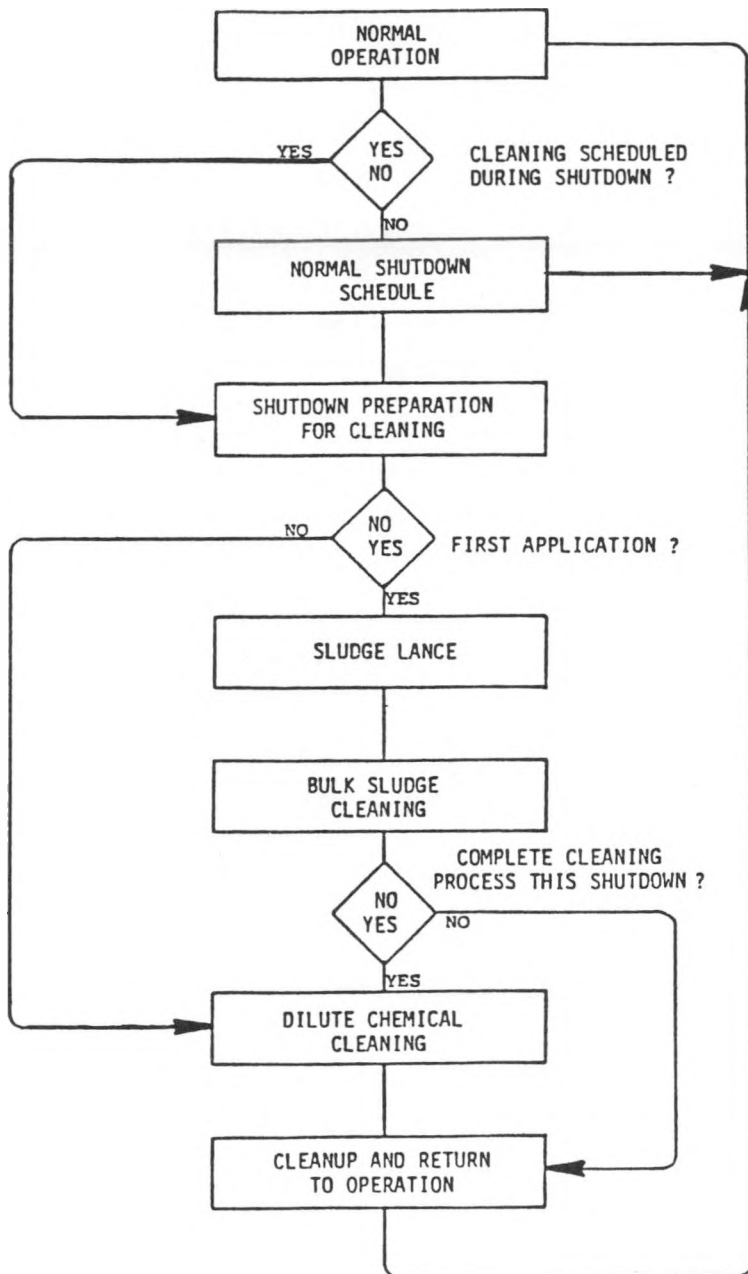 NORMAL
OPERATION
YES
YES
NO
CLEANING SCHEDULED
DURING SHUTDOWN ?
NO
NORMAL SHUTDOWN
SCHEDULE
SHUTDOWN PREPARATION
FOR CLEANING
NO
NO
YES
FIRST APPLICATION ?
YES
SLUDGE LANCE
BULK SLUDGE
CLEANING
COMPLETE CLEANING
PROCESS THIS SHUTDOWN ?
NO
YES
NO
YES
DILUTE CHEMICAL
CLEANING
CLEANUP AND RETURN
TO OPERATION